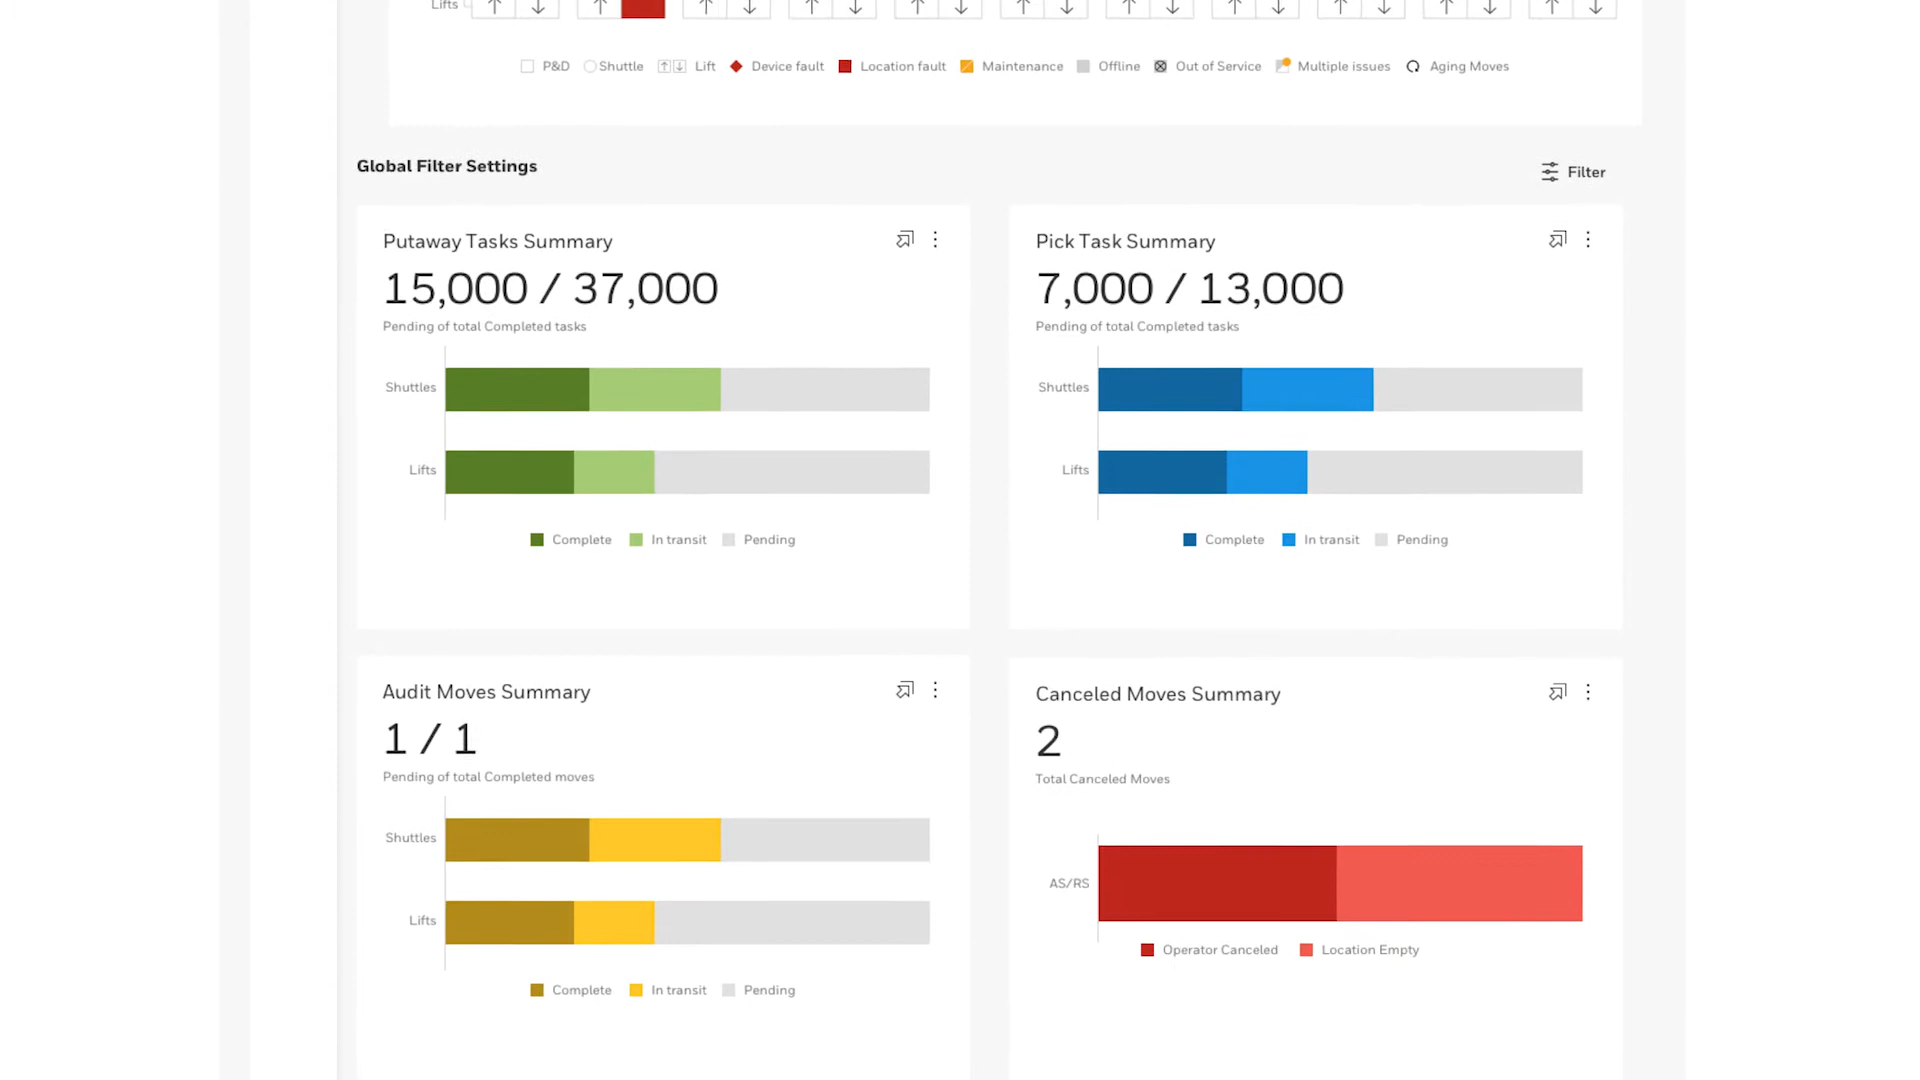 Lifts
P&D Shuttle Lift Device fault Location fault Maintenance Offline Out of Service Multiple issues Aging Moves
Global Filter Settings
Filter
Putaway Tasks Summary
15,000 / 37,000
Pending of total Completed tasks
Shuttles
Lifts
Complete In transit Pending
Pick Task Summary
7,000 / 13,000
Pending of total Completed tasks
Shuttles
Lifts
Complete In transit Pending
Audit Moves Summary
1 / 1
Pending of total Completed moves
Shuttles
Lifts
Complete In transit Pending
Canceled Moves Summary
2
Total Canceled Moves
AS/RS
Operator Canceled Location Empty